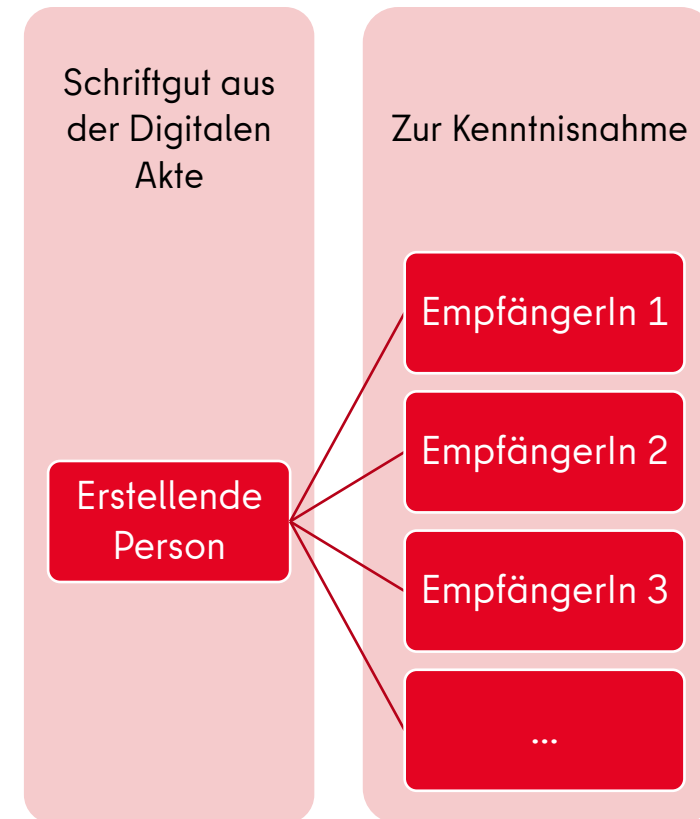 Schriftgut aus
der Digitalen
Akte
Zur Kenntnisnahme
Erstellende
Person
EmpfängerIn 1
EmpfängerIn 2
EmpfängerIn 3
...